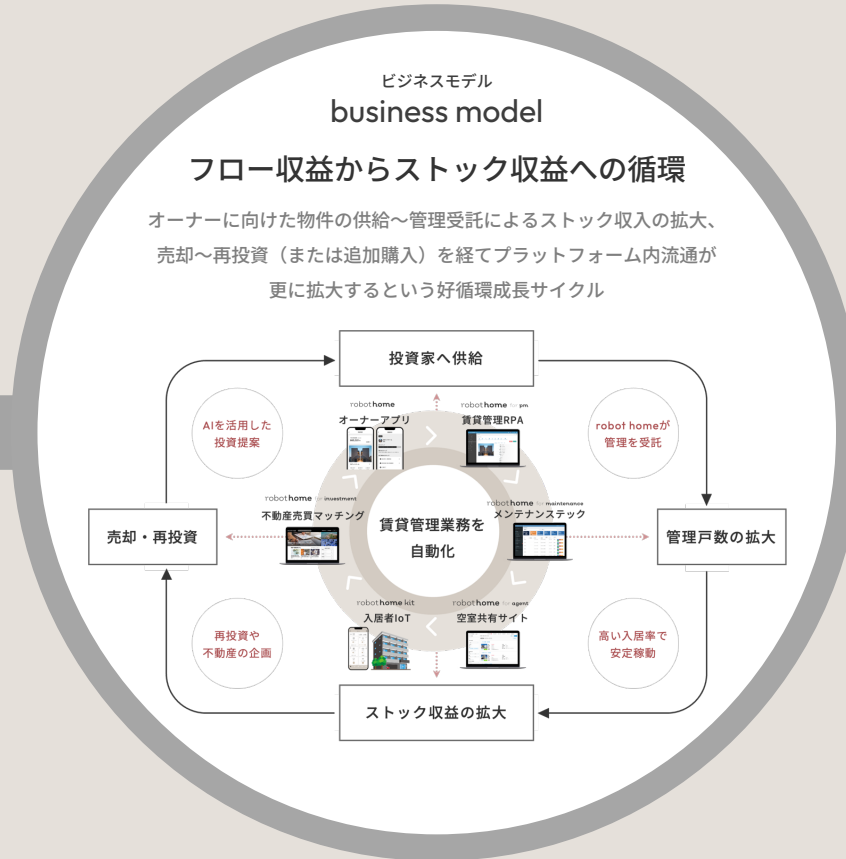 ビジネスモデル
business model
フロー収益からストック収益への循環
オーナーに向けた物件の供給～管理受託によるストック収入の拡大、
売却～再投資（または追加購入）を経てプラットフォーム内流通が
更に拡大するという好循環成長サイクル
投資家へ供給
AIを活用した
投資提案
robot home
オーナーアプリ
robot home for pm
賃貸管理RPA
robot homeが
管理を受託
売却・再投資
robot home for investment
不動産売買マッチング
賃貸管理業務を
自動化
robot home for maintenance
メンテナンステック
管理戸数の拡大
再投資や
不動産の企画
robot home kit
入居者IoT
robot home for agent
空室共有サイト
高い入居率で
安定稼動
ストック収益の拡大